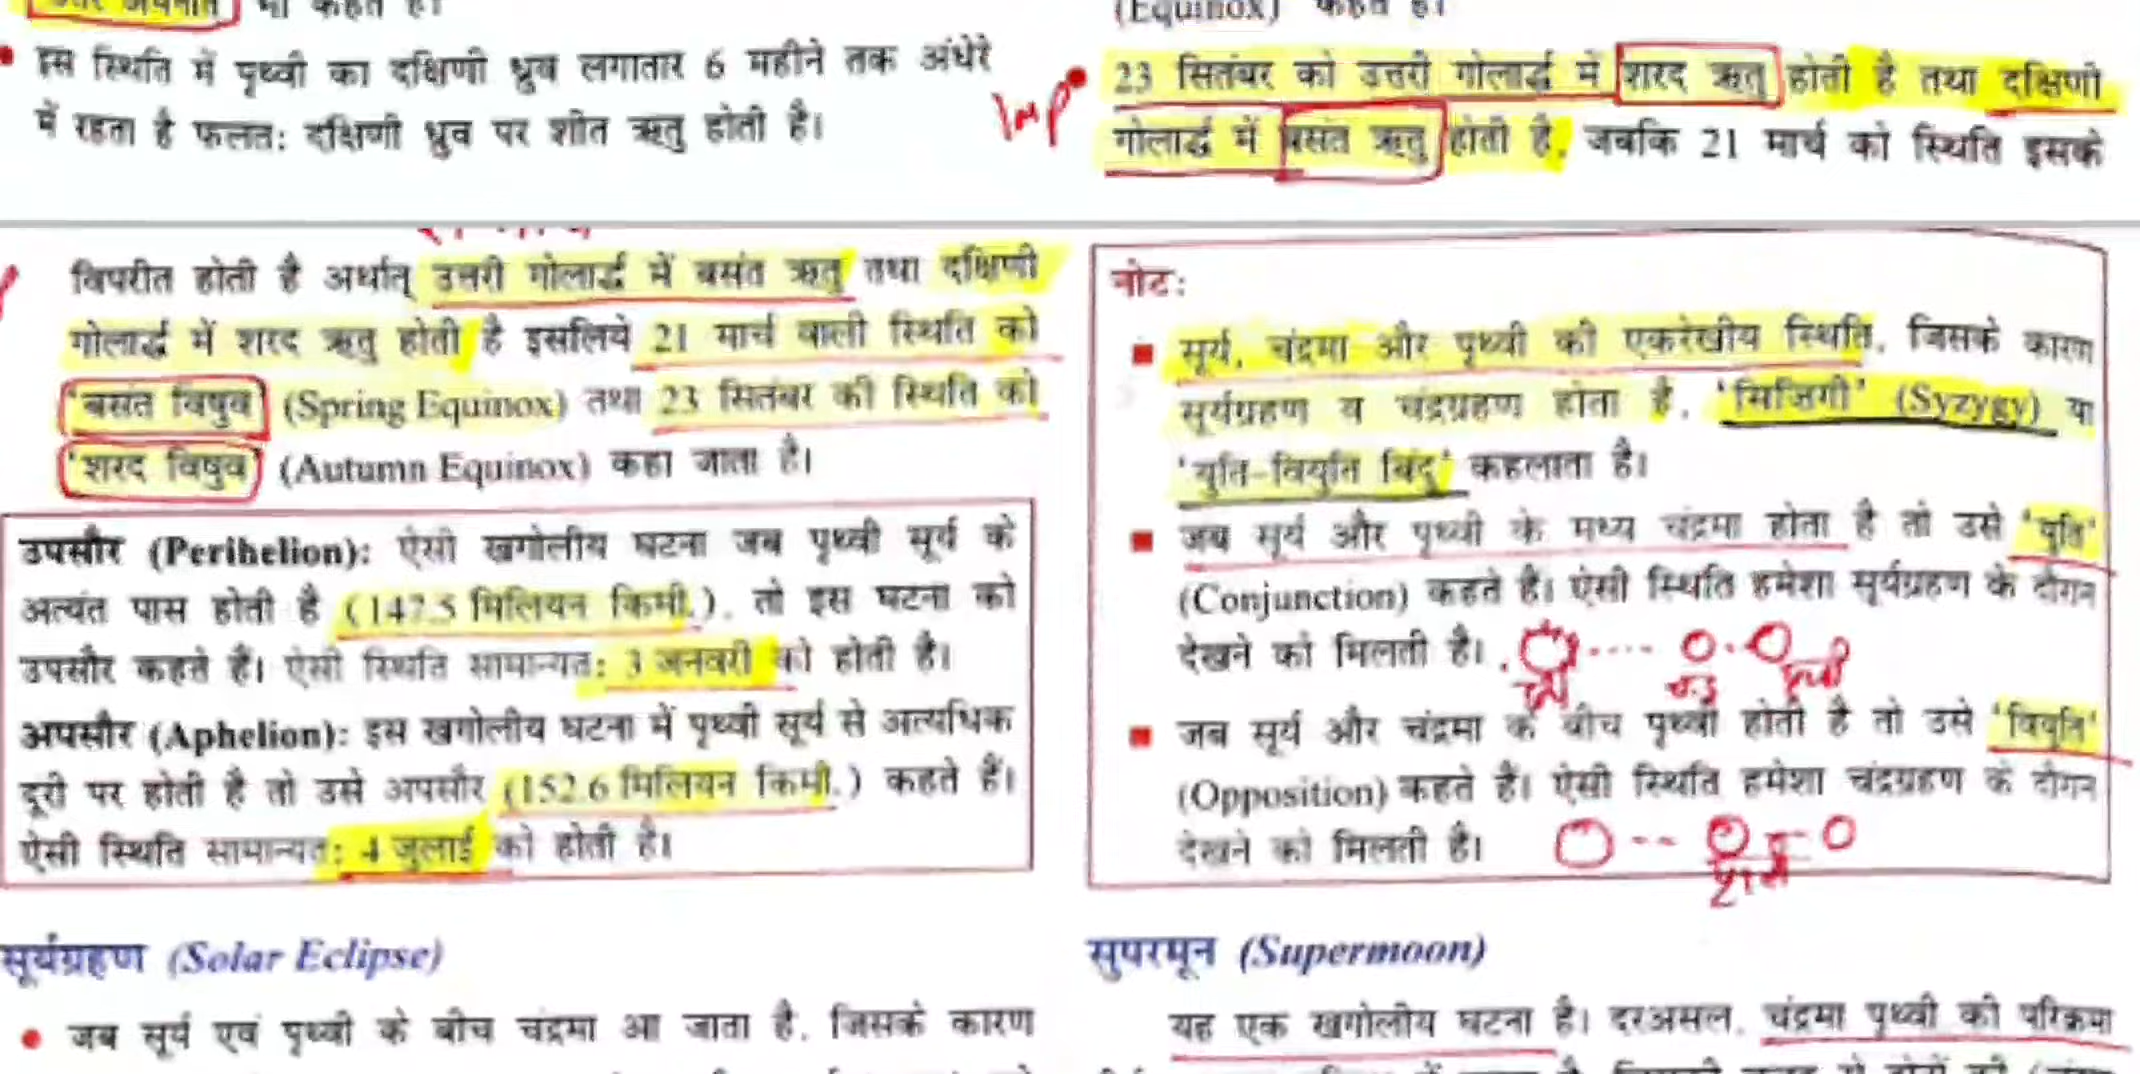 इस स्थिति में पृथ्वी का दक्षिणी ध्रुव लगातार 6 महीने तक अंधेरे
में रहता है फलत: दक्षिणी ध्रुव पर शीत ऋतु होती है।
(Equinox) कहते हैं।
Imp
23 सितंबर को उत्तरी गोलार्द्ध में शरद ऋतु होती है तथा दक्षिणी
गोलार्द्ध में बसंत ऋतु होती है, जबकि 21 मार्च को स्थिति इसके
विपरीत होती है अर्थात् उत्तरी गोलार्द्ध में बसंत ऋतु तथा दक्षिणी
गोलार्द्ध में शरद ऋतु होती है इसलिये 21 मार्च वाली स्थिति को
'बसंत विषुव' (Spring Equinox) तथा 23 सितंबर की स्थिति को
'शरद विषुव' (Autumn Equinox) कहा जाता है।
उपसौर (Perihelion): ऐसी खगोलीय घटना जब पृथ्वी सूर्य के
अत्यंत पास होती है (147.5 मिलियन किमी.), तो इस घटना को
उपसौर कहते हैं। ऐसी स्थिति सामान्यत: 3 जनवरी को होती है।
अपसौर (Aphelion): इस खगोलीय घटना में पृथ्वी सूर्य से अत्यधिक
दूरी पर होती है तो उसे अपसौर (152.6 मिलियन किमी.) कहते हैं।
ऐसी स्थिति सामान्यत: 4 जुलाई को होती है।
नोट:
सूर्य, चंद्रमा और पृथ्वी की एकरेखीय स्थिति, जिसके कारण
सूर्यग्रहण व चंद्रग्रहण होता है, 'सिजिगी' (Syzygy) या
'युति-वियुति बिंदु' कहलाता है।
जब सूर्य और पृथ्वी के मध्य चंद्रमा होता है तो उसे 'युति'
(Conjunction) कहते हैं। ऐसी स्थिति हमेशा सूर्यग्रहण के दौरान
देखने को मिलती है।
जब सूर्य और चंद्रमा के बीच पृथ्वी होती है तो उसे 'वियुति'
(Opposition) कहते हैं। ऐसी स्थिति हमेशा चंद्रग्रहण के दौरान
देखने को मिलती है।
सूर्यग्रहण (Solar Eclipse)
जब सूर्य एवं पृथ्वी के बीच चंद्रमा आ जाता है, जिसके कारण
सुपरमून (Supermoon)
यह एक खगोलीय घटना है। दरअसल, चंद्रमा पृथ्वी की परिक्रमा